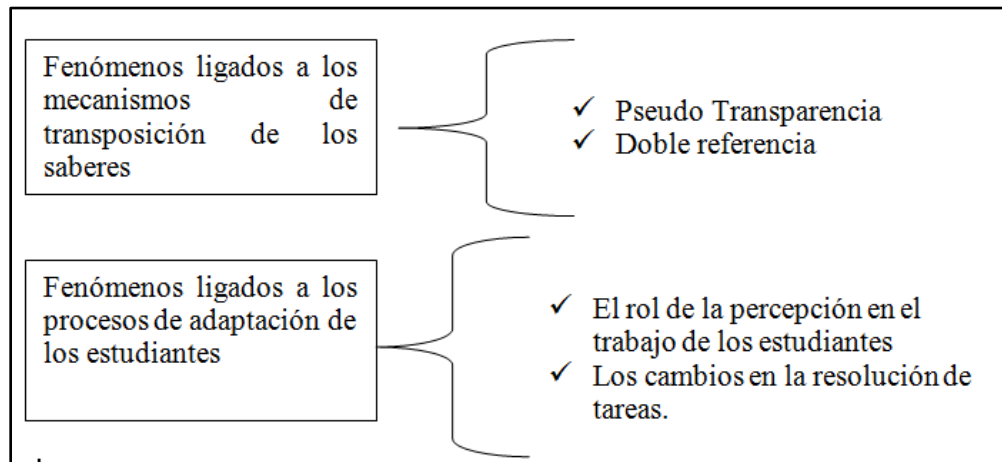 Fenómenos ligados a los
mecanismos de
transposición de los
saberes
✓ Pseudo Transparencia
✓ Doble referencia
Fenómenos ligados a los
procesos de adaptación de
los estudiantes
✓ El rol de la percepción en el
trabajo de los estudiantes
✓ Los cambios en la resolución de
tareas.